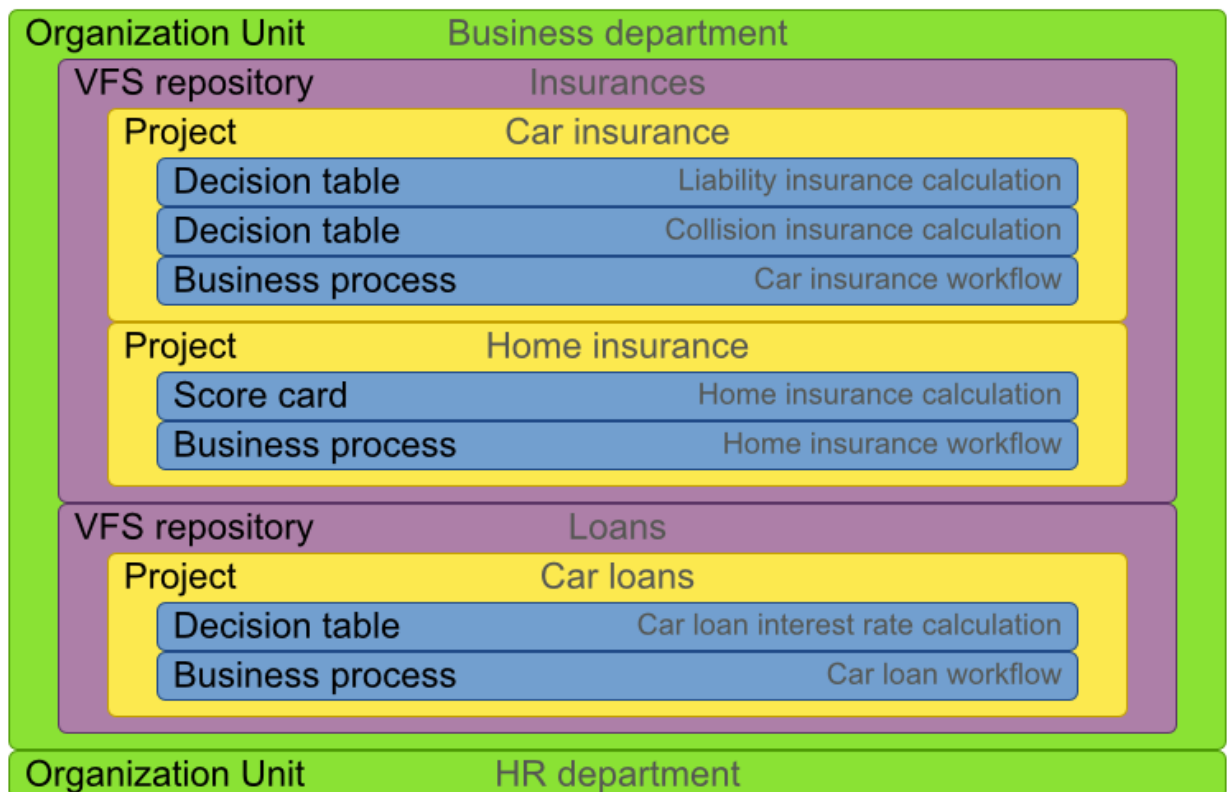 Organization Unit Business department
VFS repository Insurances
Project Car insurance
Decision table Liability insurance calculation
Decision table Collision insurance calculation
Business process Car insurance workflow
Project Home insurance
Score card Home insurance calculation
Business process Home insurance workflow
VFS repository Loans
Project Car loans
Decision table Car loan interest rate calculation
Business process Car loan workflow
Organization Unit HR department